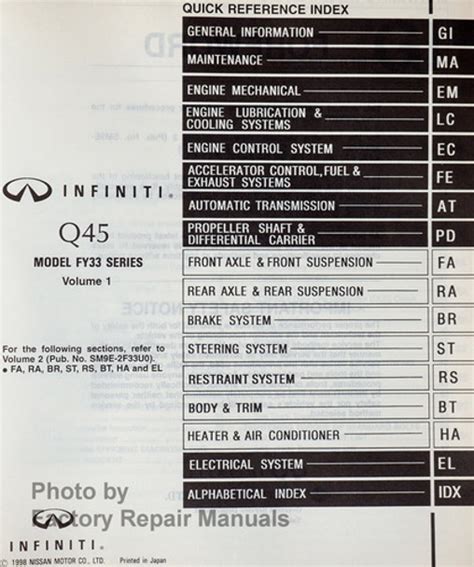 QUICK REFERENCE INDEX
GENERAL INFORMATION GI
MAINTENANCE MA
ENGINE MECHANICAL EM
ENGINE LUBRICATION &
COOLING SYSTEMS LC
ENGINE CONTROL SYSTEM EC
ACCELERATOR CONTROL,FUEL &
EXHAUST SYSTEMS FE
AUTOMATIC TRANSMISSION AT
PROPELLER SHAFT &
DIFFERENTIAL CARRIER PD
FRONT AXLE & FRONT SUSPENSION FA
REAR AXLE & REAR SUSPENSION RA
BRAKE SYSTEM BR
STEERING SYSTEM ST
RESTRAINT SYSTEM RS
BODY & TRIM BT
HEATER & AIR CONDITIONER HA
ELECTRICAL SYSTEM EL
ALPHABETICAL INDEX IDX
INFINITI®
Q45
MODEL FY33 SERIES
Volume 1
For the following sections, refer to
Volume 2 (Pub. No. SM9E-2F33U0).
● FA, RA, BR, ST, RS, BT, HA and EL
Photo by
Factory Repair Manuals
INFINITI®
© 1998 NISSAN MOTOR CO., LTD. Printed in Japan